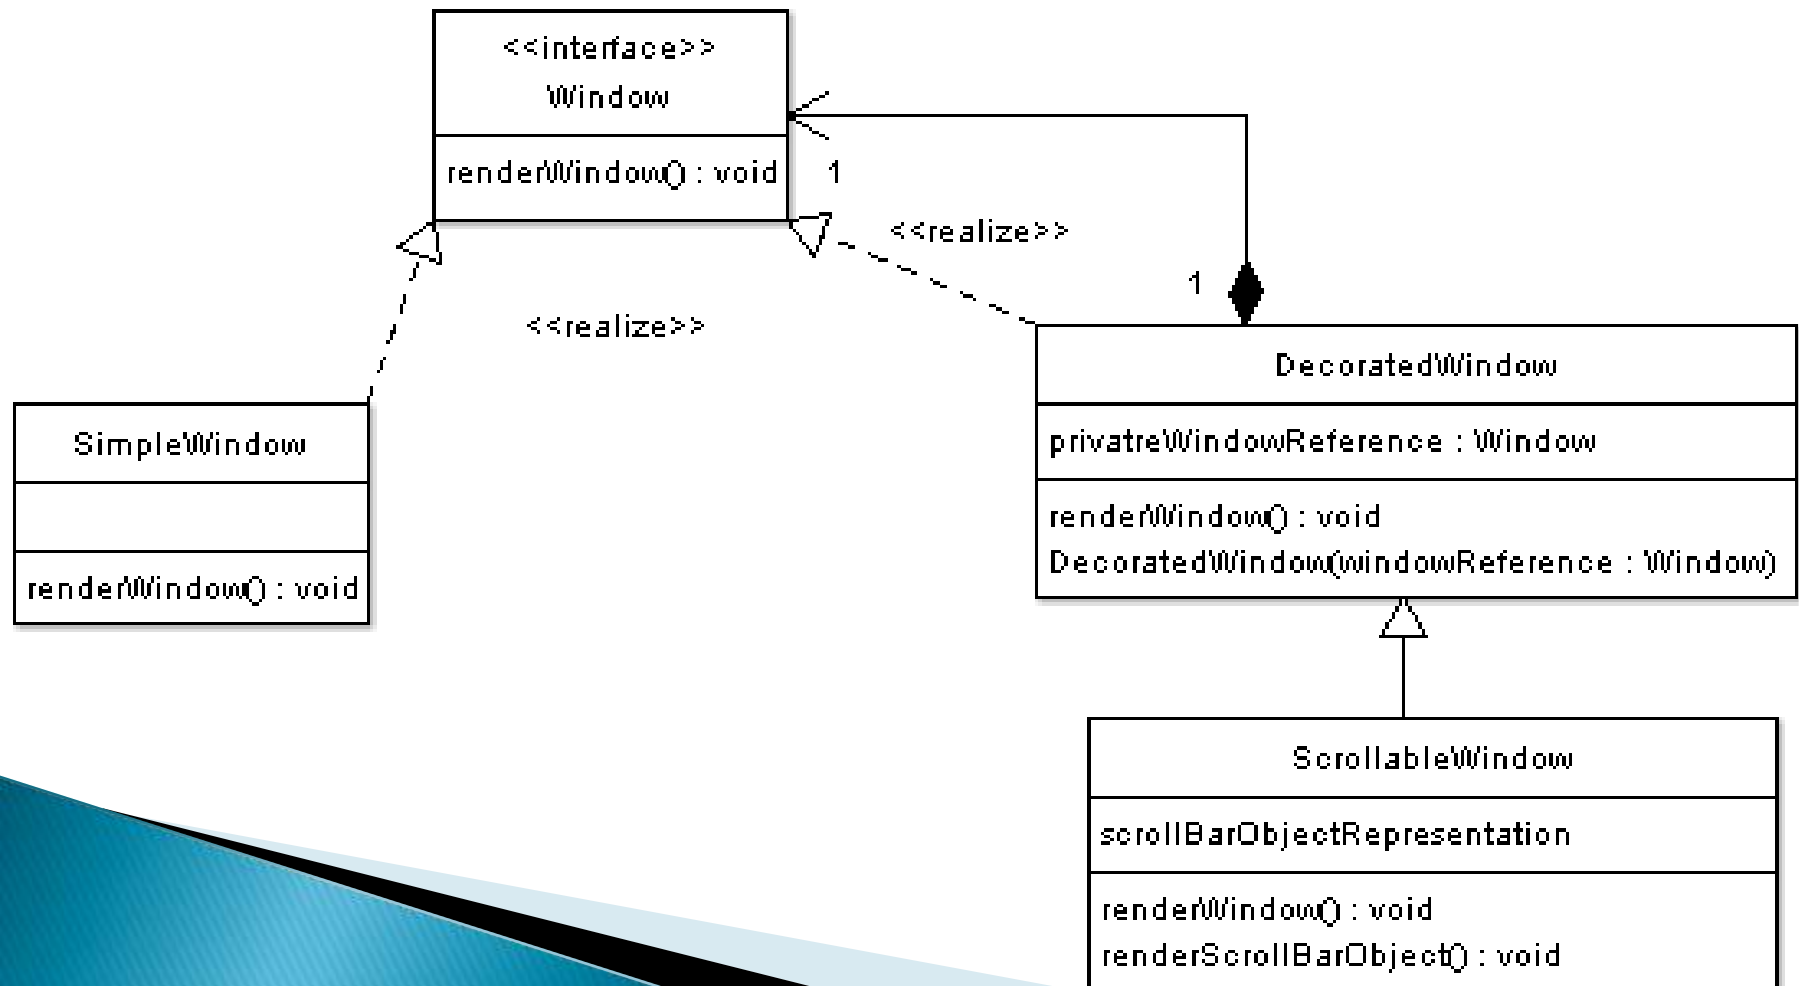 <<interface>>
Window
renderWindow() : void
1
<<realize>>
1
<<realize>>
DecoratedWindow
privatreWindowReference : Window
renderWindow() : void
DecoratedWindow(windowReference : Window)
SimpleWindow
renderWindow() : void
ScrollableWindow
scrollBarObjectRepresentation
renderWindow() : void
renderScrollBarObject() : void